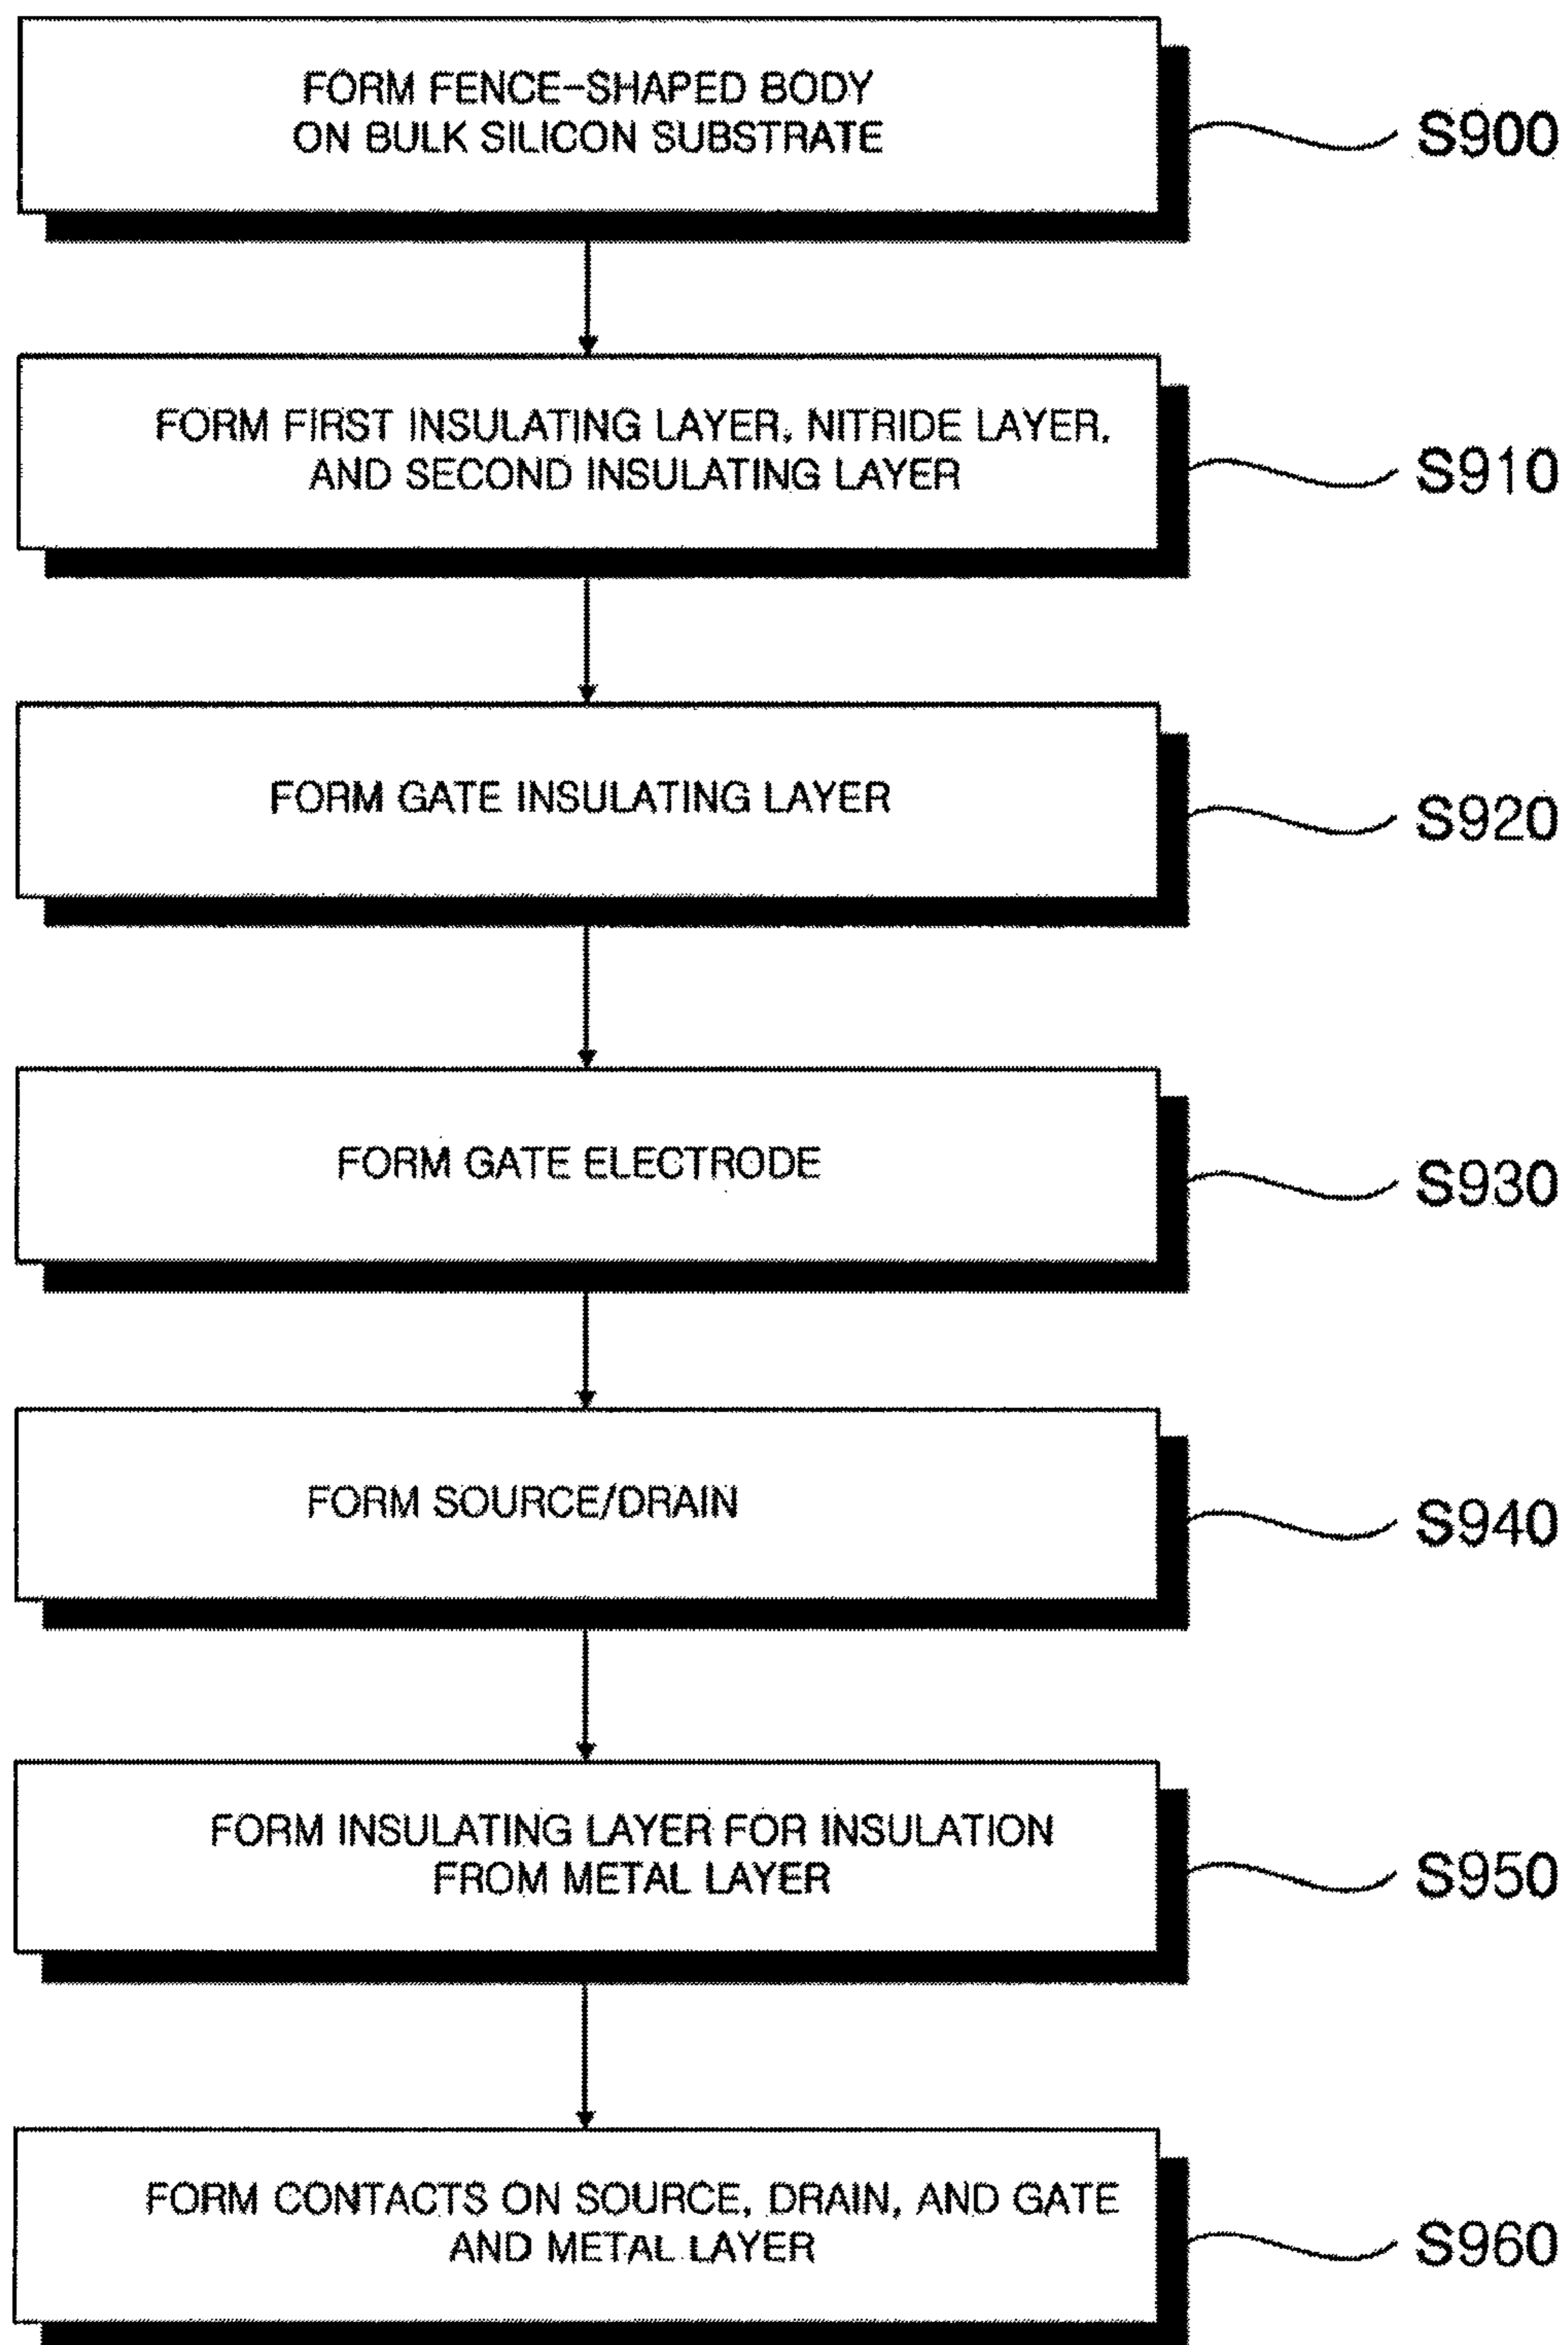 FORM FENCE-SHAPED BODY
ON BULK SILICON SUBSTRATE
S900
FORM FIRST INSULATING LAYER, NITRIDE LAYER,
AND SECOND INSULATING LAYER
S910
FORM GATE INSULATING LAYER
S920
FORM GATE ELECTRODE
S930
FORM SOURCE/DRAIN
S940
FORM INSULATING LAYER FOR INSULATION
FROM METAL LAYER
S950
FORM CONTACTS ON SOURCE, DRAIN, AND GATE
AND METAL LAYER
S960